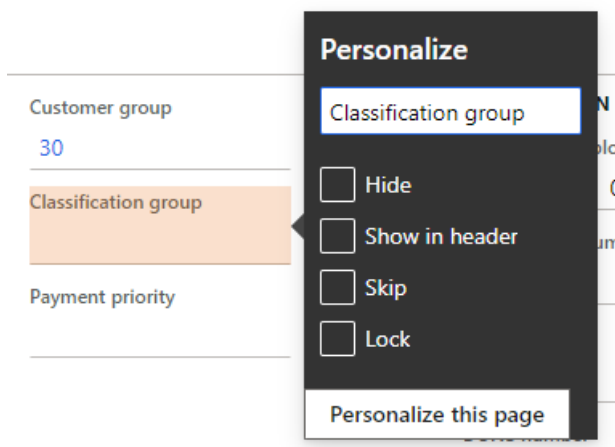 Customer group
30
Classification group
Payment priority
Personalize
Classification group
Hide
Show in header
Skip
Lock
Personalize this page